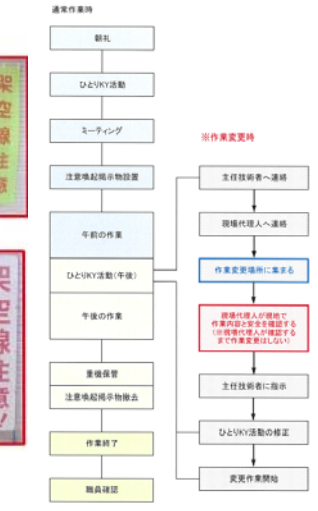 通常作業時
朝礼
ひとりKY活動
ミーティング
注意喚起掲示物設置
午前の作業
ひとりKY活動(午後)
午後の作業
重機保管
注意喚起掲示物撤去
作業終了
職員確認
※作業変更時
主任技術者へ連絡
現場代理人へ連絡
作業変更場所に集まる
現場代理人が現地で
作業内容と安全を確認する
(※現場代理人が確認する
まで作業変更はしない)
主任技術者に指示
ひとりKY活動の修正
変更作業開始
架空線注意
架空線注意!